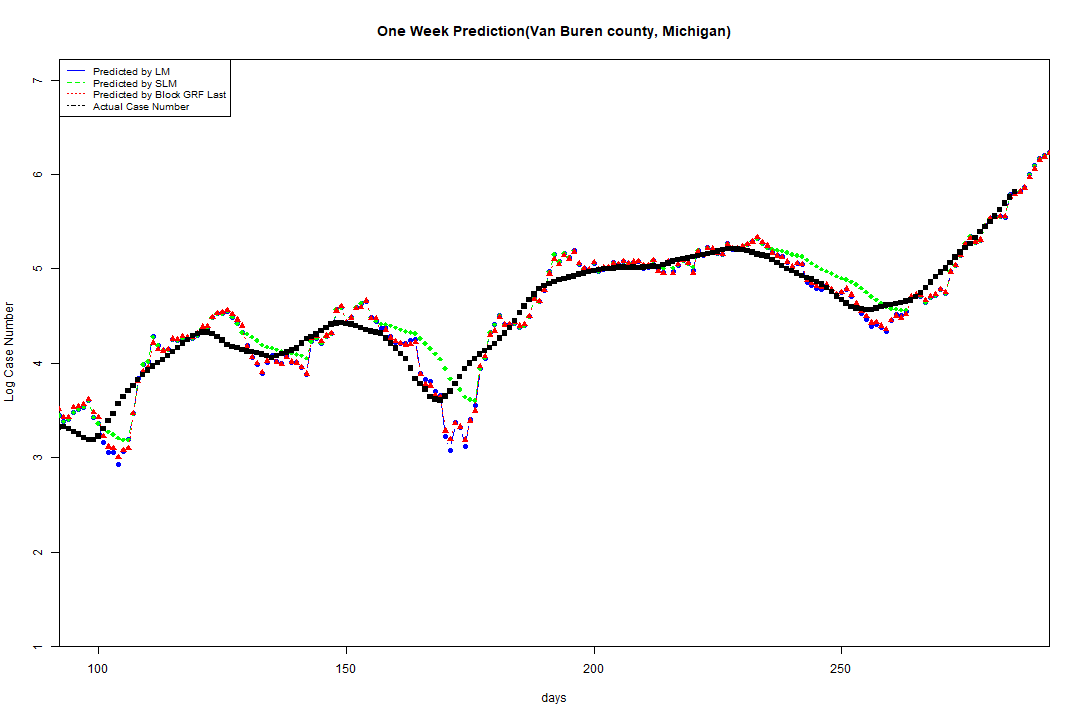 One Week Prediction(Van Buren county, Michigan)
Predicted by LM
Predicted by SLM
Predicted by Block GRF Last
Actual Case Number
7
6
5
4
3
2
1
Log Case Number
100 150 200 250
days